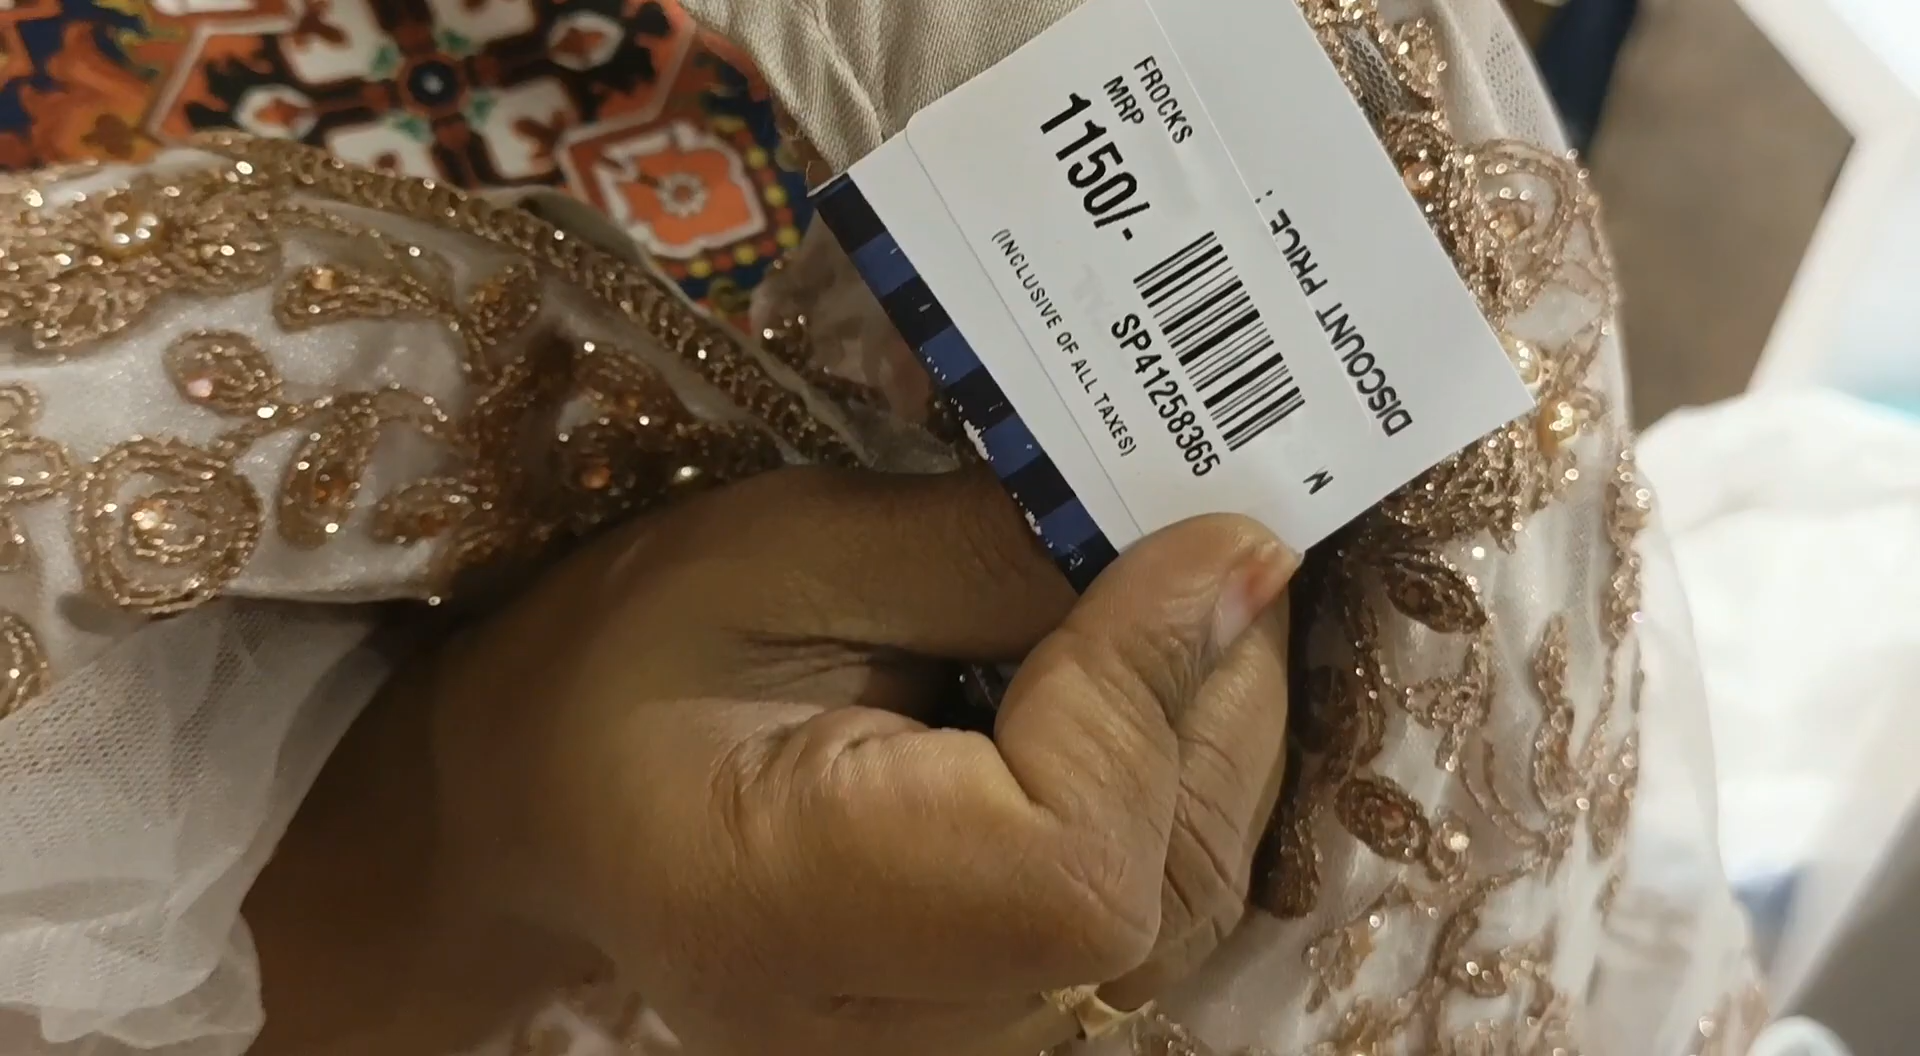 FROCKS
MRP
1150/-
SP41258365
(INCLUSIVE OF ALL TAXES)
DISCOUNT PRICE :
M